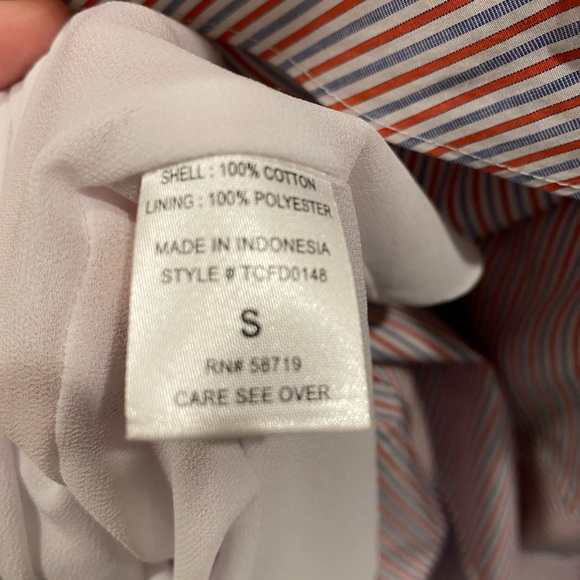 SHELL : 100% COTTON
LINING : 100% POLYESTER
MADE IN INDONESIA
STYLE # TCFD0148
S
RN# 58719
CARE SEE OVER